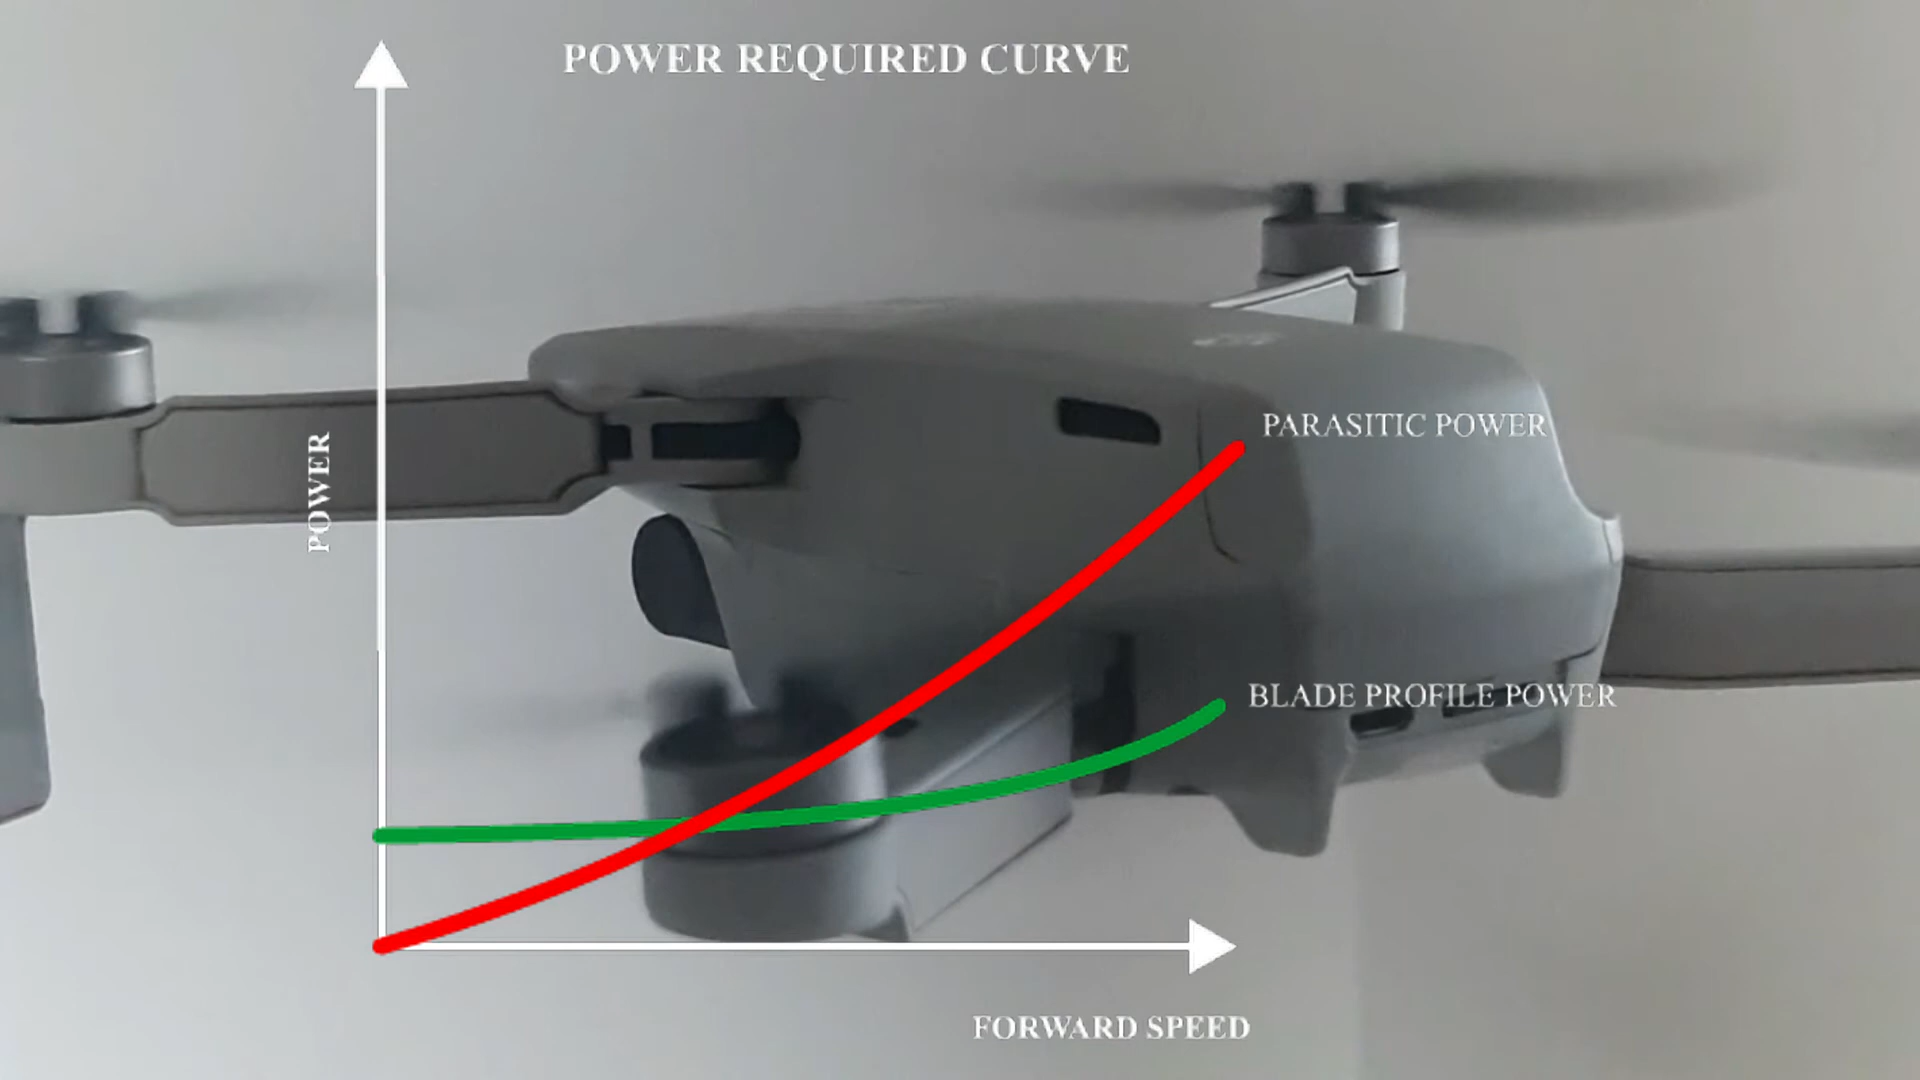 POWER REQUIRED CURVE
POWER
PARASITIC POWER
BLADE PROFILE POWER
FORWARD SPEED